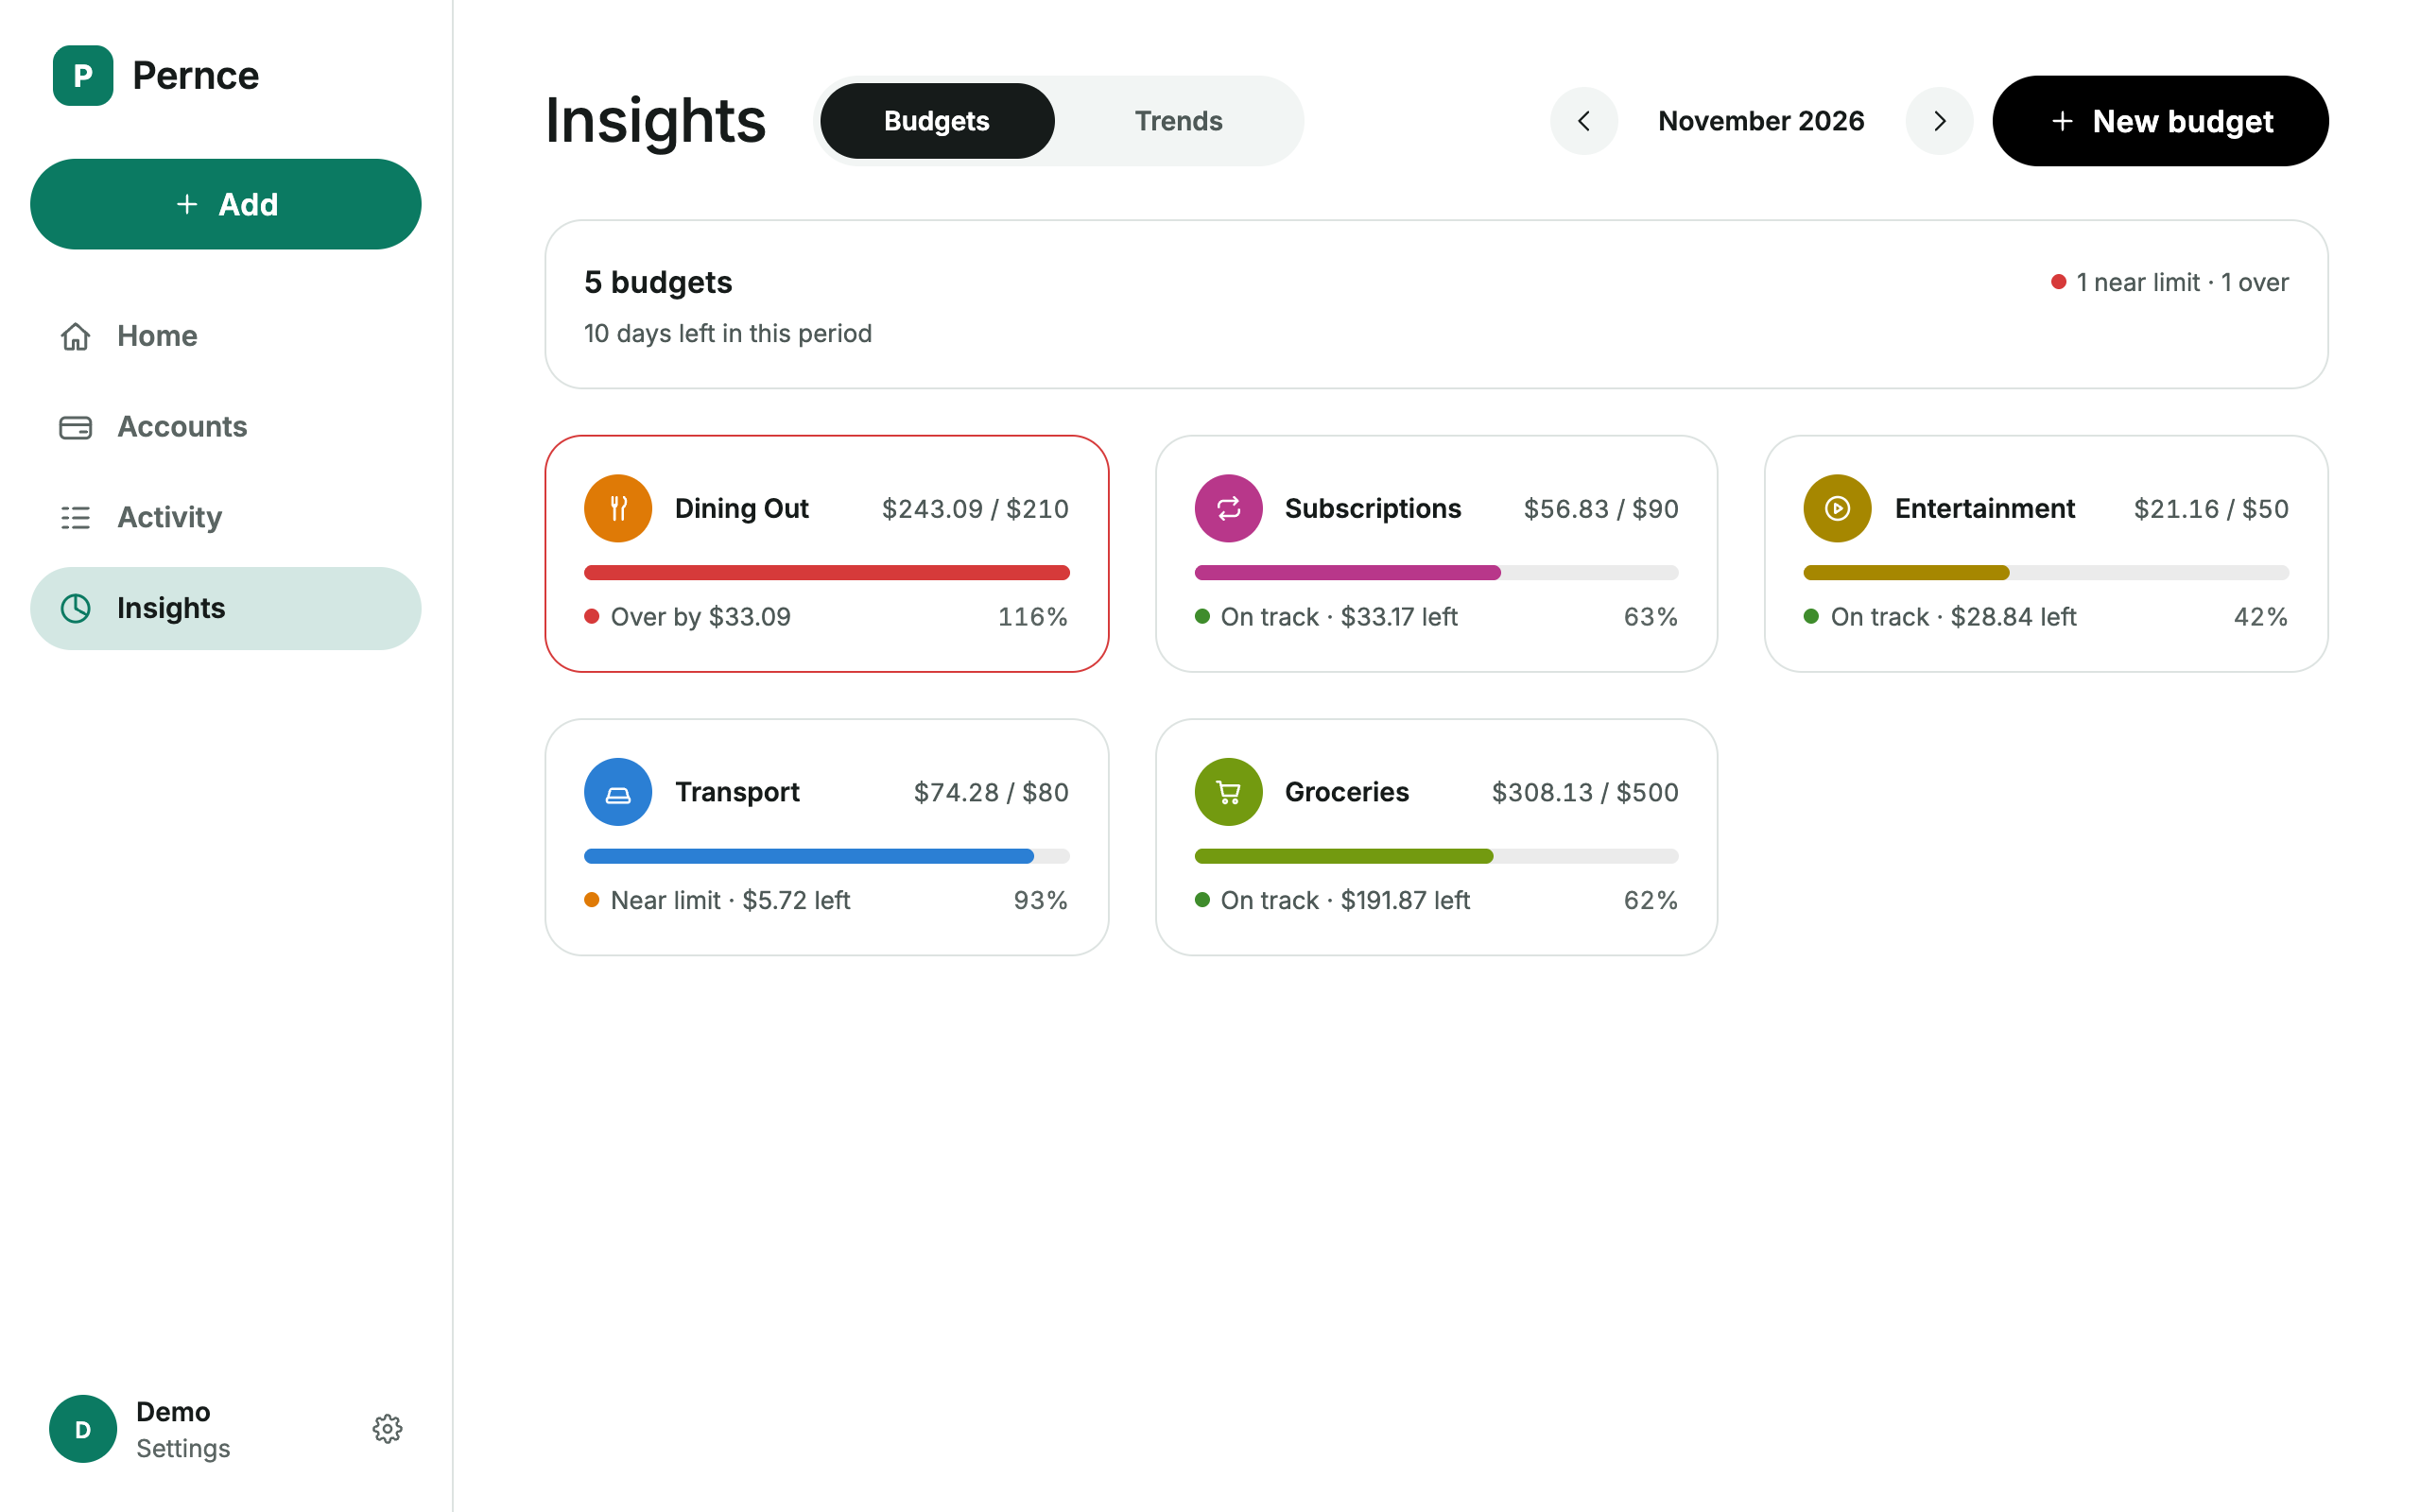 P Pernce
+ Add
Home
Accounts
Activity
Insights
D Demo
Settings
Insights
Budgets Trends
November 2026
+ New budget
5 budgets
1 near limit · 1 over
10 days left in this period
Dining Out $243.09 / $210
Over by $33.09 116%
Subscriptions $56.83 / $90
On track · $33.17 left 63%
Entertainment $21.16 / $50
On track · $28.84 left 42%
Transport $74.28 / $80
Near limit · $5.72 left 93%
Groceries $308.13 / $500
On track · $191.87 left 62%